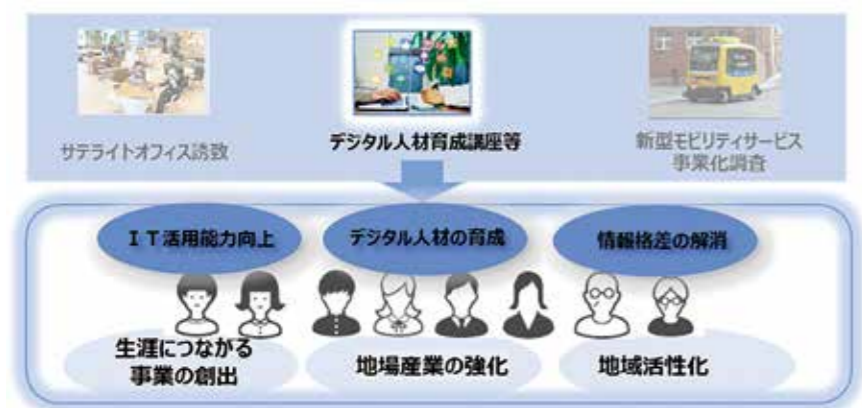 サテライトオフィス誘致
デジタル人材育成講座等
新型モビリティサービス
事業化調査
IT活用能力向上
デジタル人材の育成
情報格差の解消
生涯につながる
事業の創出
地場産業の強化
地域活性化